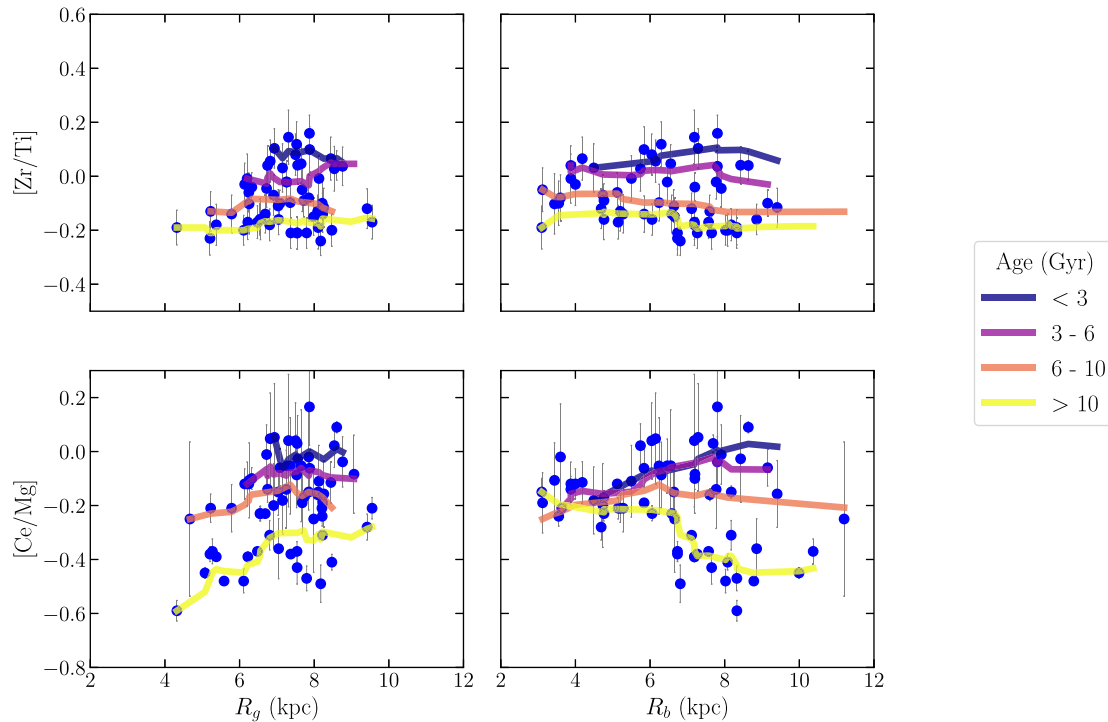 0.6
0.4
0.2
0.0
−0.2
−0.4
[Zr/Ti]
0.2
0.0
−0.2
−0.4
−0.6
−0.8
[Ce/Mg]
2 4 6 8 10 12
R_g (kpc)
2 4 6 8 10 12
R_b (kpc)
Age (Gyr)
< 3
3 - 6
6 - 10
> 10